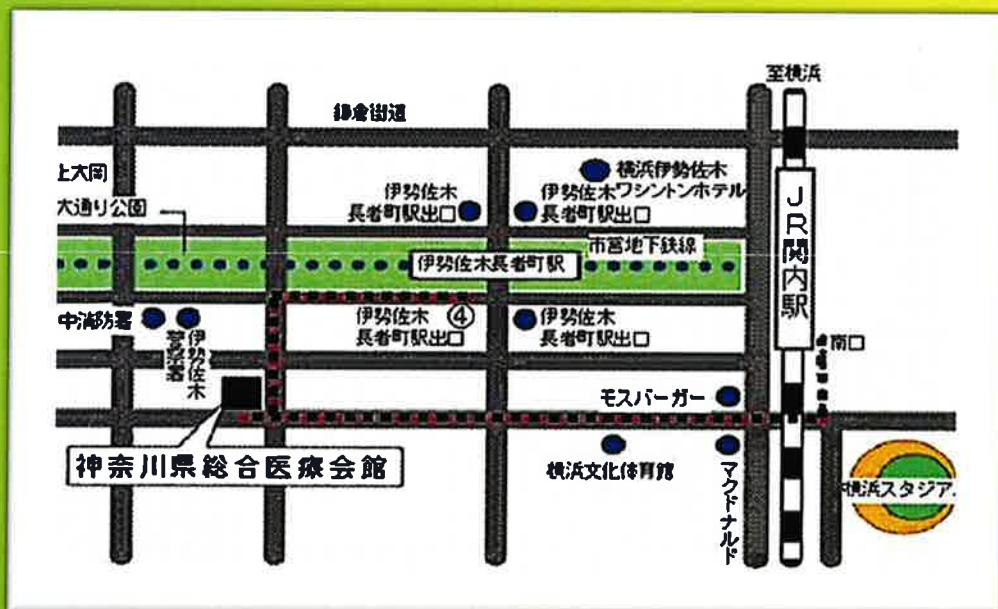 至横浜
鎌倉街道
上大岡
大通り公園
伊勢佐木
長者町駅出口
横浜伊勢佐木
ワシントンホテル
伊勢佐木
長者町駅出口
市営地下鉄線
伊勢佐木長者町駅
JR関内駅
中消防署
伊勢佐木
警察署
伊勢佐木
長者町駅出口
④
伊勢佐木
長者町駅出口
南口
モスバーガー
神奈川県総合医療会館
横浜文化体育館
マクドナルド
横浜スタジア